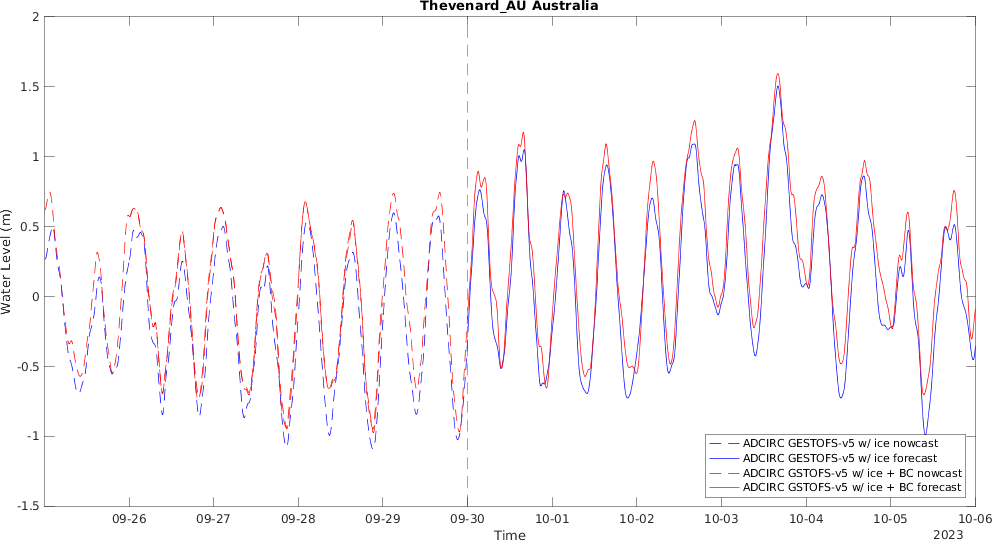 Thevenard_AU Australia
Water Level (m)
2
1.5
1
0.5
0
-0.5
-1
-1.5
ADCIRC GESTOFS-v5 w/ ice nowcast
ADCIRC GESTOFS-v5 w/ ice forecast
ADCIRC GSTOFS-v5 w/ ice + BC nowcast
ADCIRC GSTOFS-v5 w/ ice + BC forecast
09-26 09-27 09-28 09-29 09-30 10-01 10-02 10-03 10-04 10-05 10-06
Time
2023